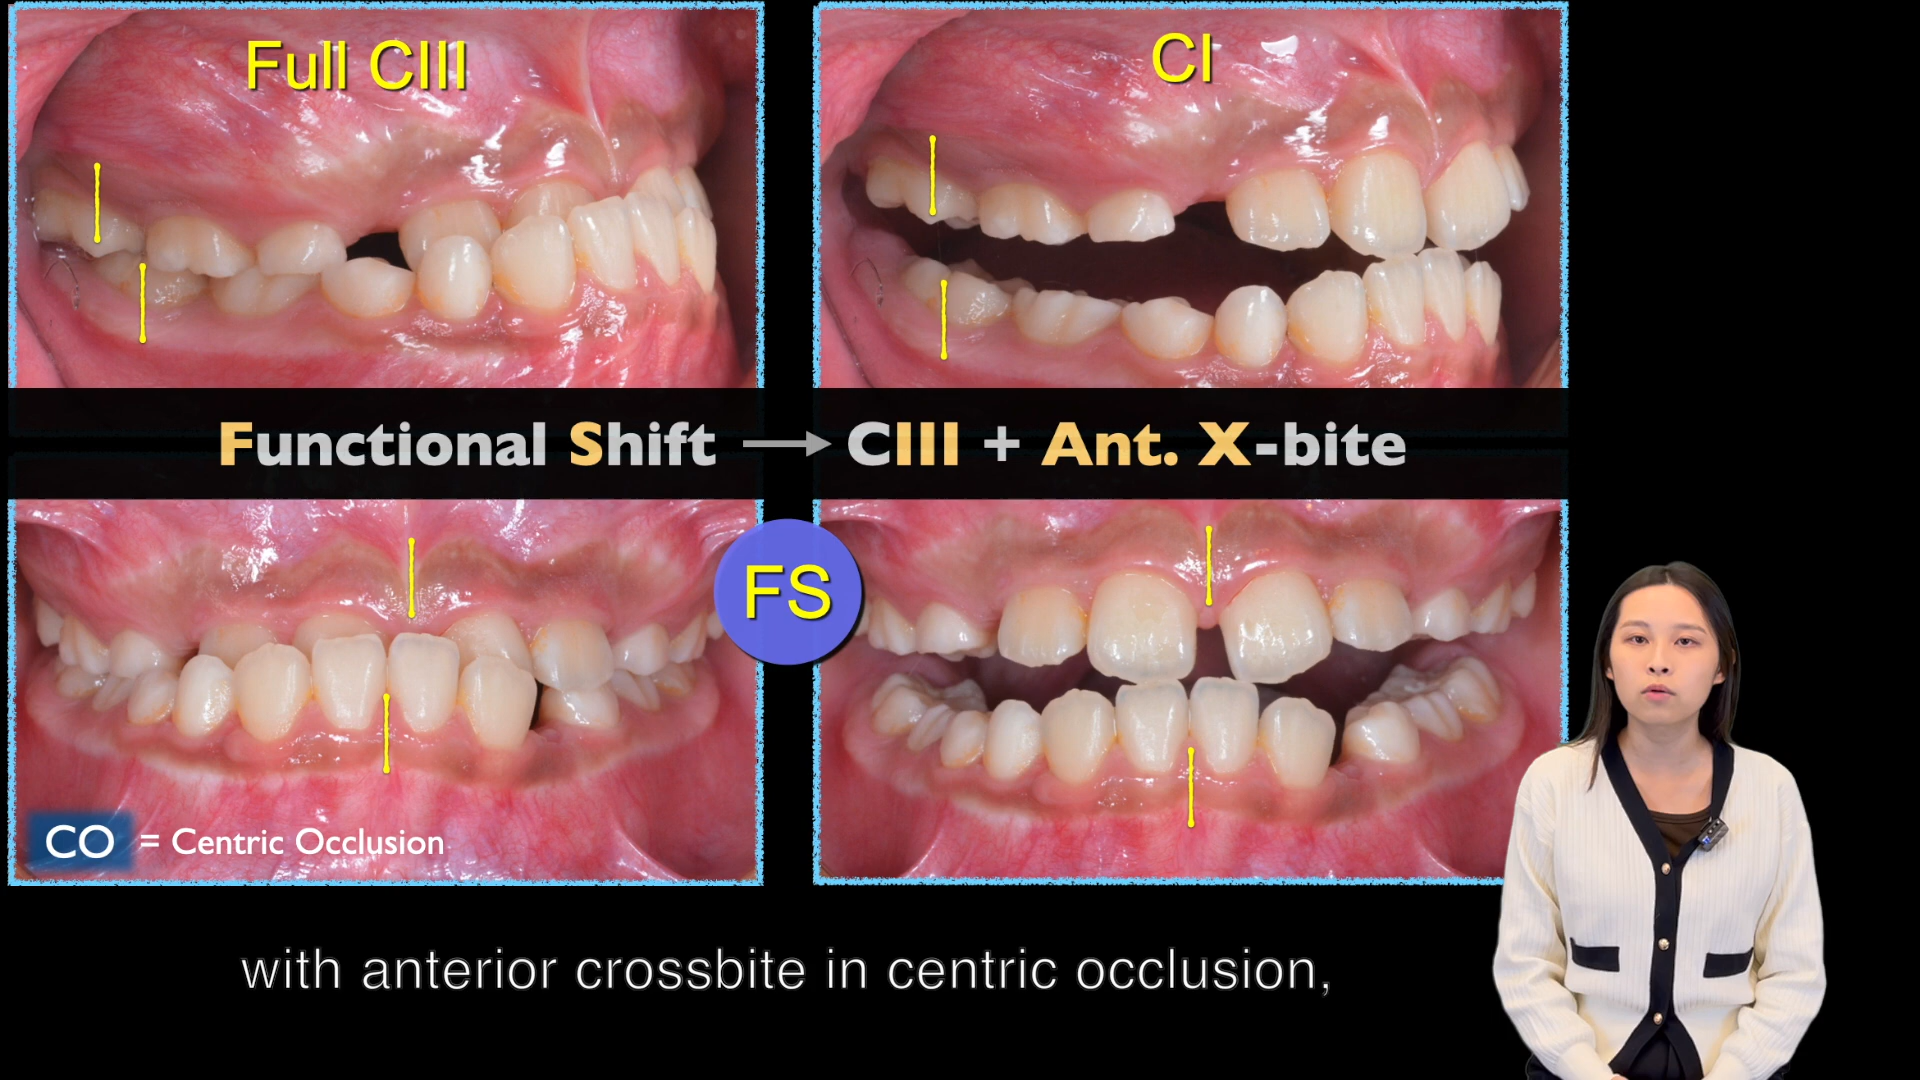 Full CIII
CI
Functional Shift → CIII + Ant. X-bite
FS
CO = Centric Occlusion
with anterior crossbite in centric occlusion,